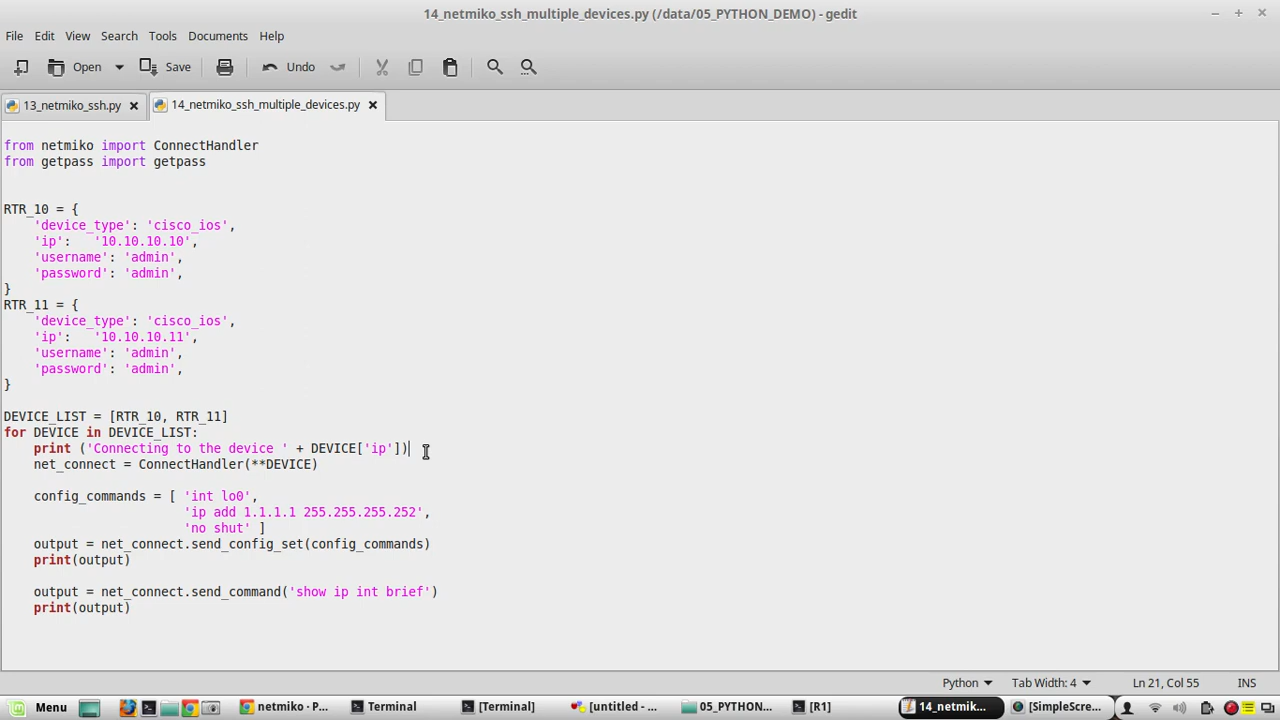 14_netmiko_ssh_multiple_devices.py (/data/05_PYTHON_DEMO) - gedit
File Edit View Search Tools Documents Help
Open Save Undo
13_netmiko_ssh.py 14_netmiko_ssh_multiple_devices.py
from netmiko import ConnectHandler
from getpass import getpass
RTR_10 = {
'device_type': 'cisco_ios',
'ip': '10.10.10.10',
'username': 'admin',
'password': 'admin',
}
RTR_11 = {
'device_type': 'cisco_ios',
'ip': '10.10.10.11',
'username': 'admin',
'password': 'admin',
}
DEVICE_LIST = [RTR_10, RTR_11]
for DEVICE in DEVICE_LIST:
print ('Connecting to the device ' + DEVICE['ip'])
net_connect = ConnectHandler(**DEVICE)
config_commands = [ 'int lo0',
'ip add 1.1.1.1 255.255.255.252',
'no shut' ]
output = net_connect.send_config_set(config_commands)
print(output)
output = net_connect.send_command('show ip int brief')
print(output)
Python Tab Width: 4 Ln 21, Col 55 INS
Menu netmiko - P... Terminal [Terminal] [untitled - ... 05_PYTHON... [R1] 14_netmik... [SimpleScre...